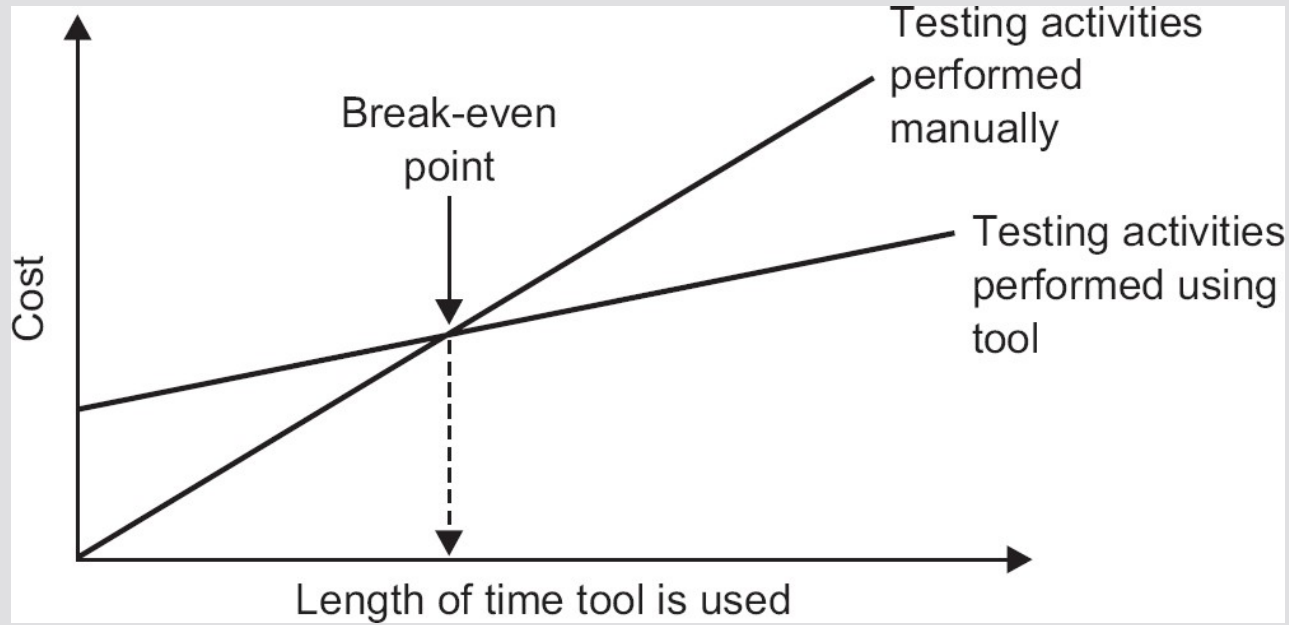 Testing activities
performed
manually
Break-even
point
Testing activities
performed using
tool
Cost
Length of time tool is used